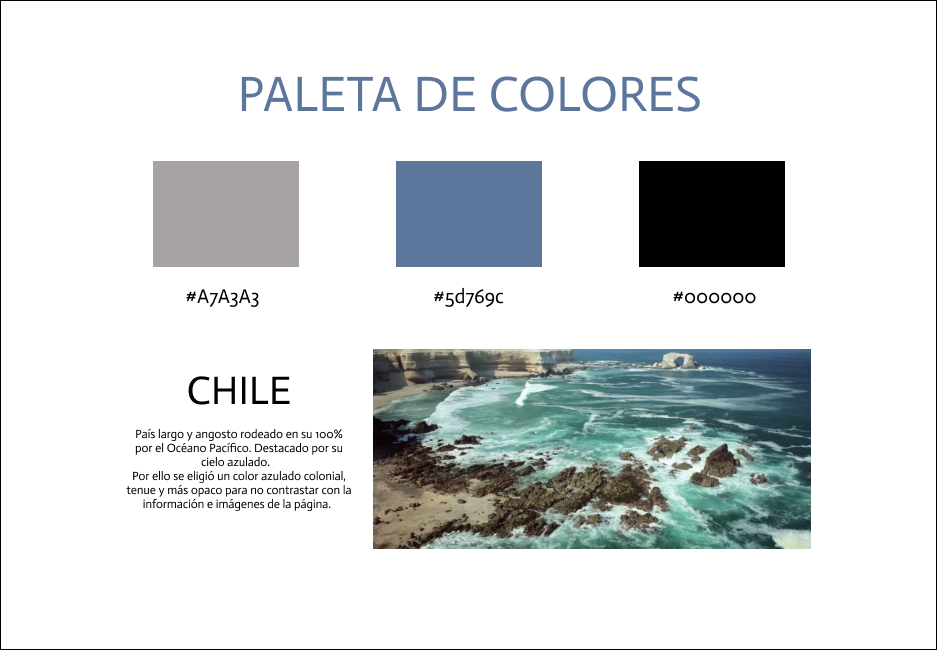 PALETA DE COLORES
#A7A3A3
#5d769c
#000000
CHILE
País largo y angosto rodeado en su 100%
por el Océano Pacífico. Destacado por su
cielo azulado.
Por ello se eligió un color azulado colonial,
tenue y más opaco para no contrastar con la
información e imágenes de la página.